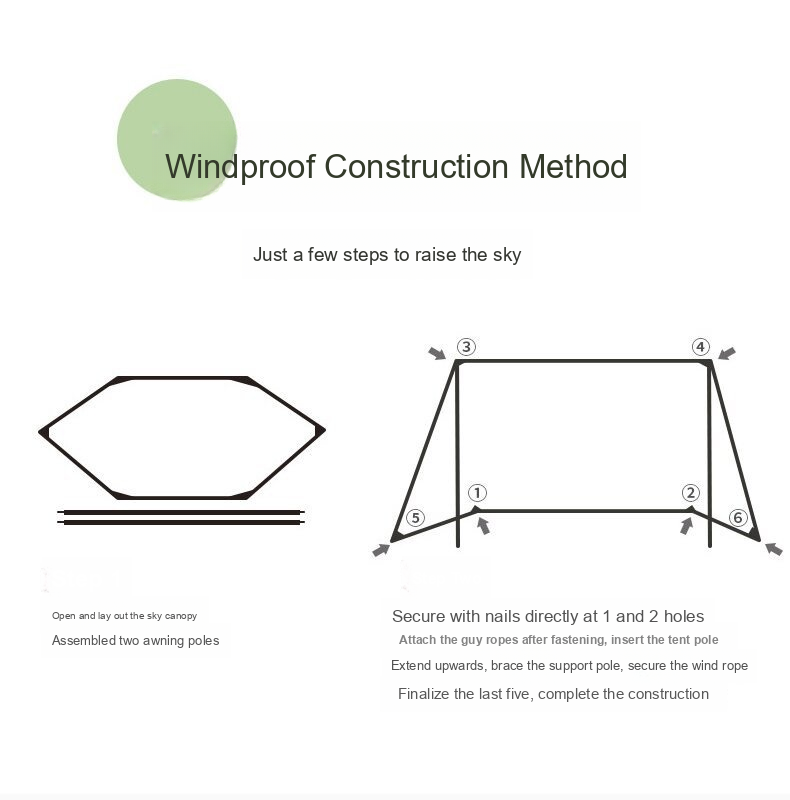 Windproof Construction Method
Just a few steps to raise the sky
③
④
①
②
⑤
⑥
Open and lay out the sky canopy
Assembled two awning poles
Secure with nails directly at 1 and 2 holes
Attach the guy ropes after fastening, insert the tent pole
Extend upwards, brace the support pole, secure the wind rope
Finalize the last five, complete the construction